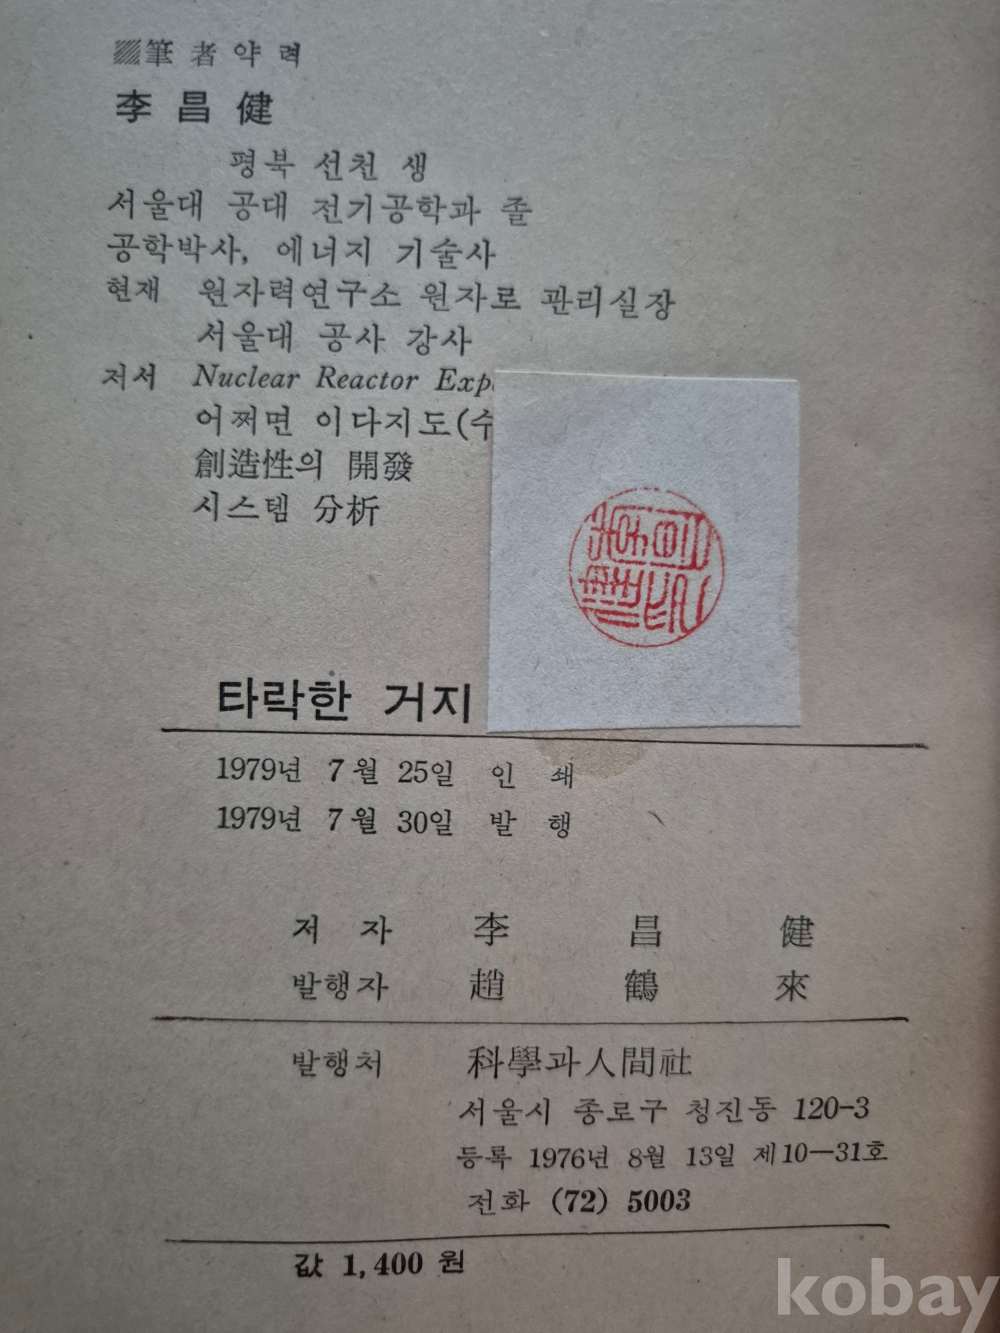 ▨筆者약력
李昌健
평북 선천 생
서울대 공대 전기공학과 졸
공학박사, 에너지 기술사
현재 원자력연구소 원자로 관리실장
서울대 공사 강사
저서 Nuclear Reactor
어쩌면 이다지도
創造性의 開發
시스템 分析
타락한 거지
1979년 7월 25일 인 쇄
1979년 7월 30일 발 행
저 자 李 昌 健
발행자 趙 鶴 來
발행처 科學과人間社
서울시 종로구 청진동 120-3
등록 1976년 8월 13일 제10—31호
전화 (72) 5003
값 1,400 원
kobay